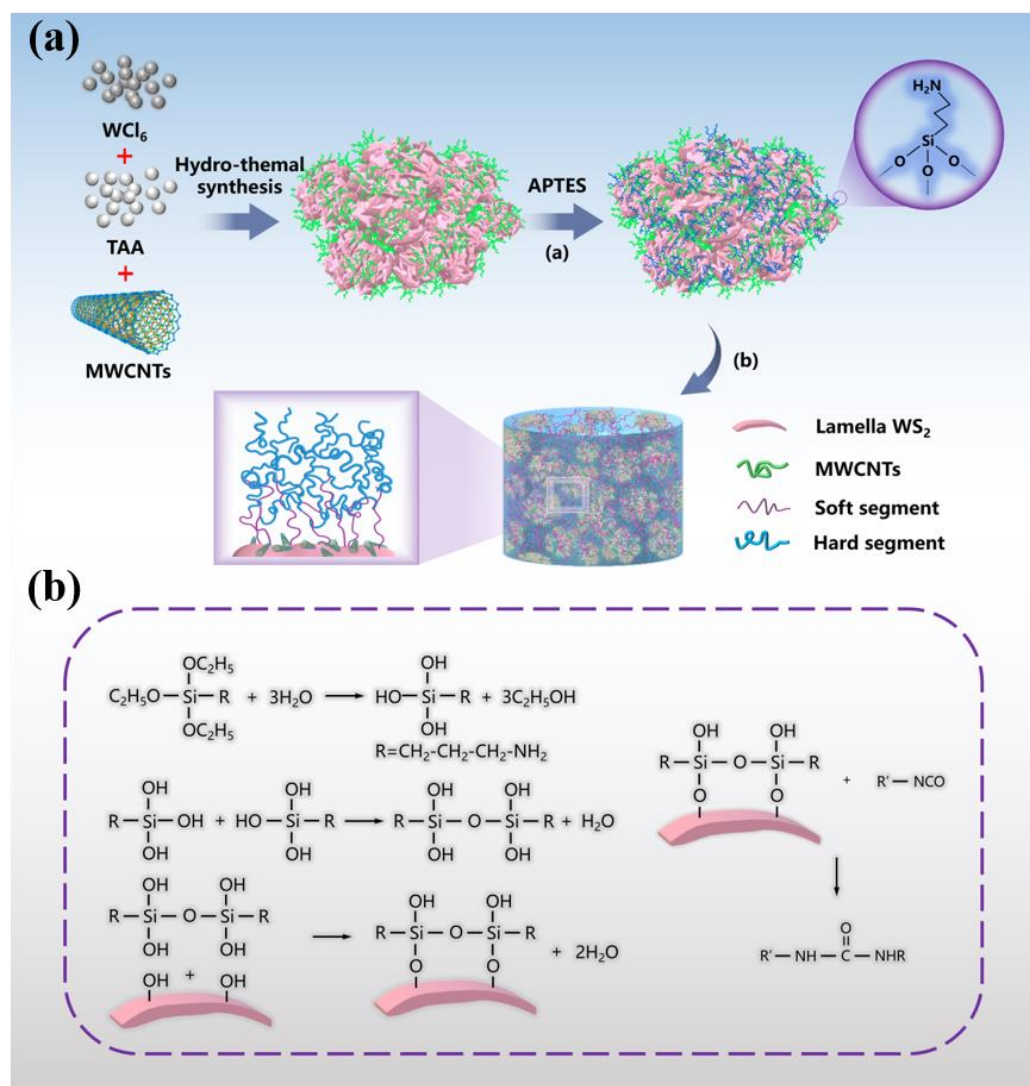 (a)
WCl₆
+
TAA
+
MWCNTs
Hydro-themal
synthesis
APTES
(a)
H₂N
Si
O O O
(b)
Lamella WS₂
MWCNTs
Soft segment
Hard segment
(b)
OC₂H₅
C₂H₅O—Si—R + 3H₂O
OC₂H₅
OH
HO—Si—R + 3C₂H₅OH
OH
R=CH₂-CH₂-CH₂-NH₂
OH OH
R—Si—OH + HO—Si—R
OH OH
OH OH
R—Si—O—Si—R + H₂O
OH OH
OH OH
R—Si—O—Si—R
OH OH
+
OH OH
OH OH
R—Si—O—Si—R
O O
+ 2H₂O
OH OH
R—Si—O—Si—R
O O
+ R'—NCO
O
R'—NH—C—NHR